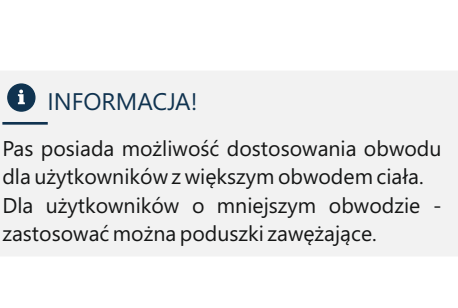 INFORMACJA!
Pas posiada możliwość dostosowania obwodu
dla użytkowników z większym obwodem ciała.
Dla użytkowników o mniejszym obwodzie -
zastosować można poduszki zawężające.